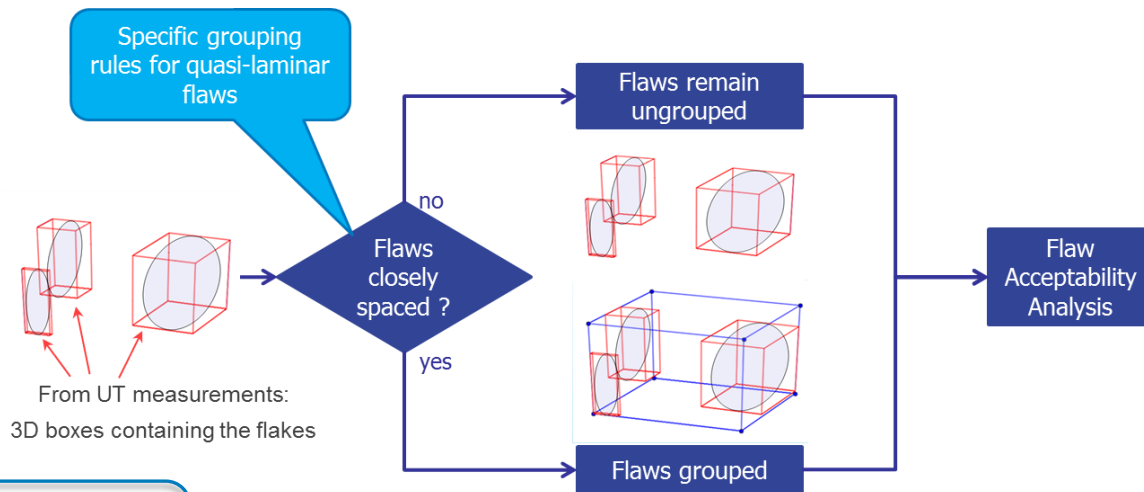 Specific grouping
rules for quasi-laminar
flaws
Flaws remain
ungrouped
no
Flaws
closely
spaced ?
Flaw
Acceptability
Analysis
yes
From UT measurements:
3D boxes containing the flakes
Flaws grouped